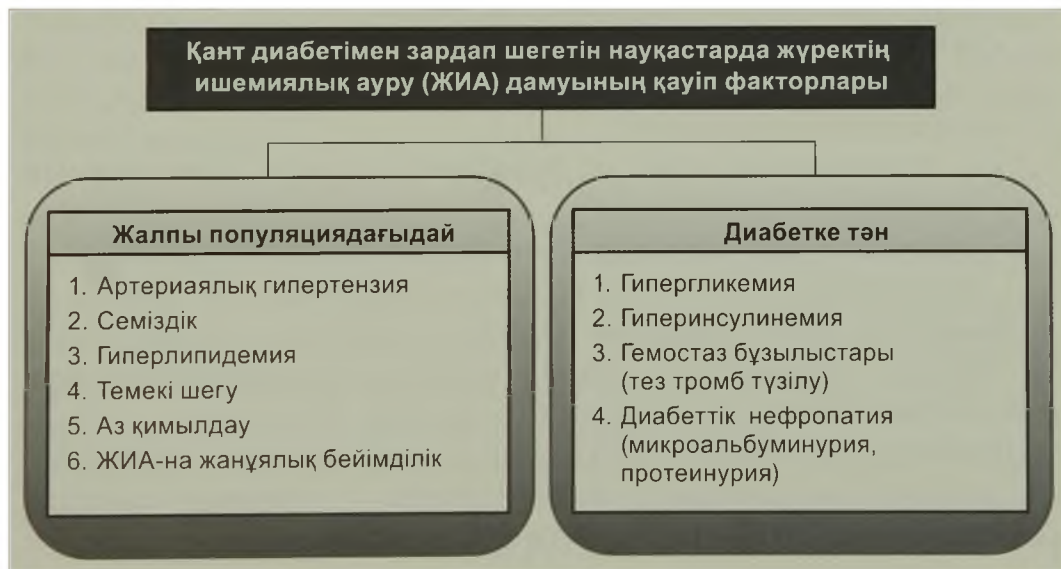 Қант диабетімен зардап шегетін науқастарда жүректің
ишемиялық ауру (ЖИА) дамуының қауіп факторлары
Жалпы популяциядағыдай
1. Артериаялық гипертензия
2. Семіздік
3. Гиперлипидемия
4. Темекі шегу
5. Аз қимылдау
6. ЖИА-на жанұялық бейімділік
Диабетке тән
1. Гипергликемия
2. Гиперинсулинемия
3. Гемостаз бұзылыстары
(тез тромб түзілу)
4. Диабеттік нефропатия
(микроальбуминурия,
протеинурия)